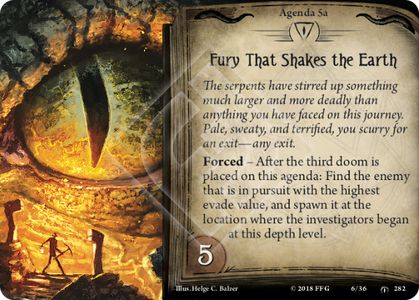 Agenda 5a
Fury That Shakes the Earth
The serpents have stirred up something
much larger and more deadly than
anything you have faced on this journey.
Pale, sweaty, and terrified, you scurry for
an exit—any exit.
Forced – After the third doom is
placed on this agenda: Find the enemy
that is in pursuit with the highest
evade value, and spawn it at the
location where the investigators began
at this depth level.
5
Illus. Helge C. Balzer
© 2018 FFG
6/36
282